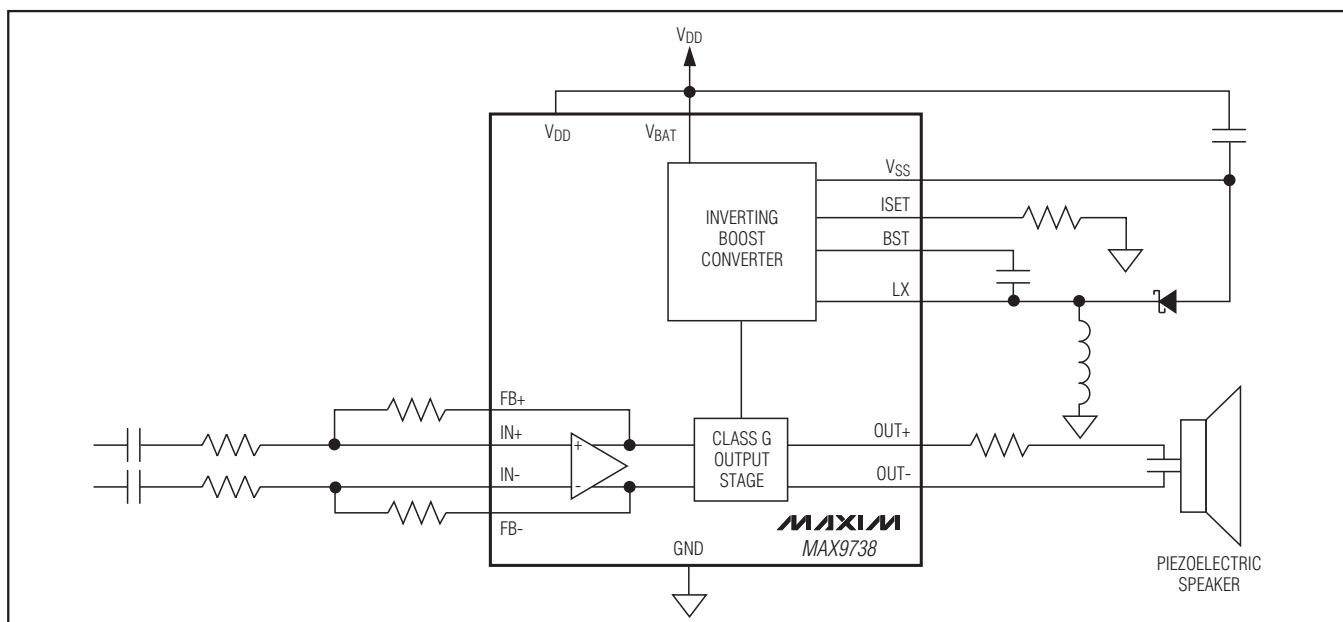 VDD
VDD
VBAT
VSS
ISET
BST
LX
INVERTING
BOOST
CONVERTER
FB+
IN+
IN-
FB-
+
-
CLASS G
OUTPUT
STAGE
OUT+
OUT-
MAXIM
MAX9738
GND
PIEZOELECTRIC
SPEAKER